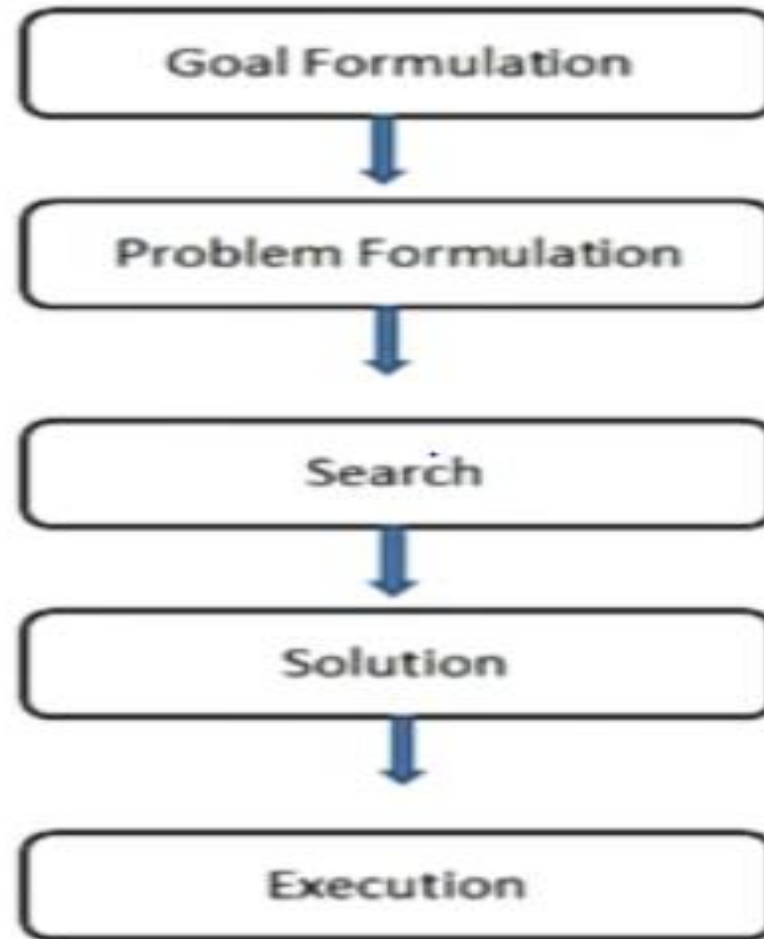 Goal Formulation
Problem Formulation
Search
Solution
Execution